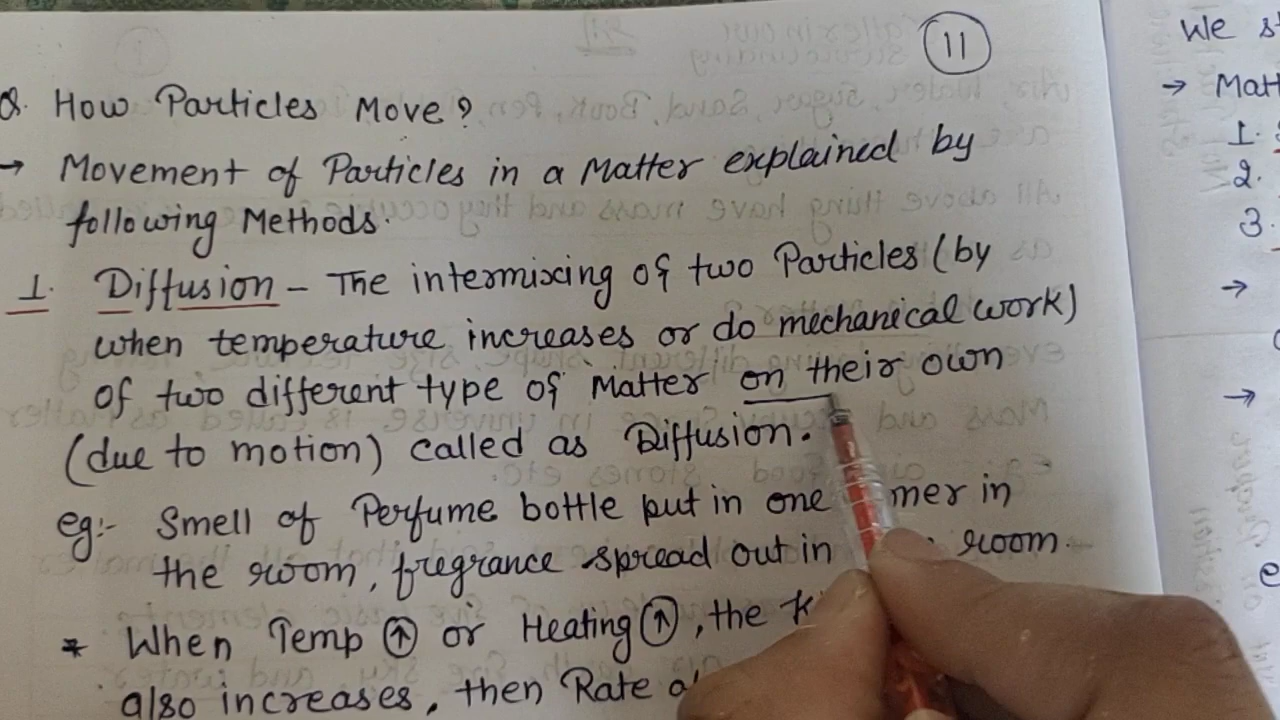 11
Q. How Particles Move?
→ Movement of Particles in a Matter explained by
following Methods.
1. Diffusion – The intermixing of two Particles (by
when temperature increases or do mechanical work)
of two different type of Matter on their own
(due to motion) called as Diffusion.
eg:- Smell of Perfume bottle put in one in
the room, fregrance spread out in room.
* When Temp ↑ or Heating ↑, the
also increases, then Rate
We
→ Matt
1.
2.
3.
→
→